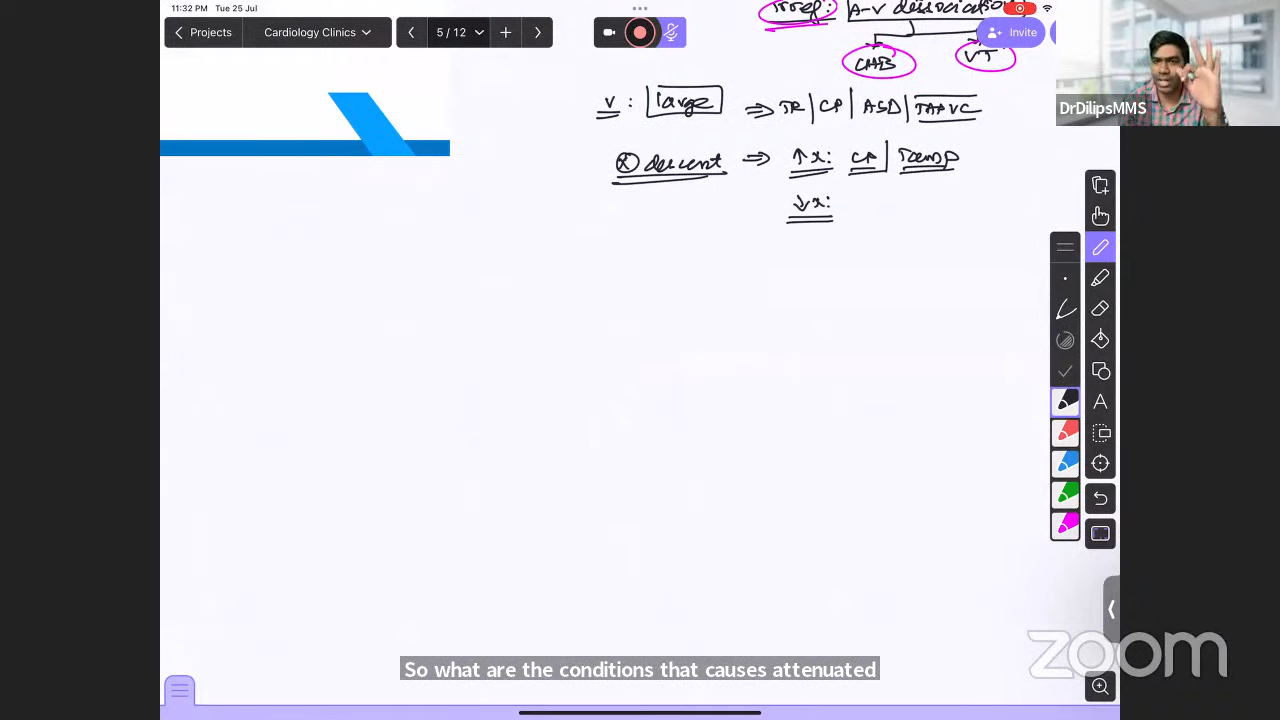 11:32 PM Tue 25 Jul
Projects Cardiology Clinics 5 / 12 Invite
Irreg: A-V dissociation
CHB VT
DrDilipsMMS
v : large ⇒ TR | CP | ASD | TAPVC
x descent ⇒ ↑x: CP | Tamp
↓x:
A
So what are the conditions that causes attenuated
zoom